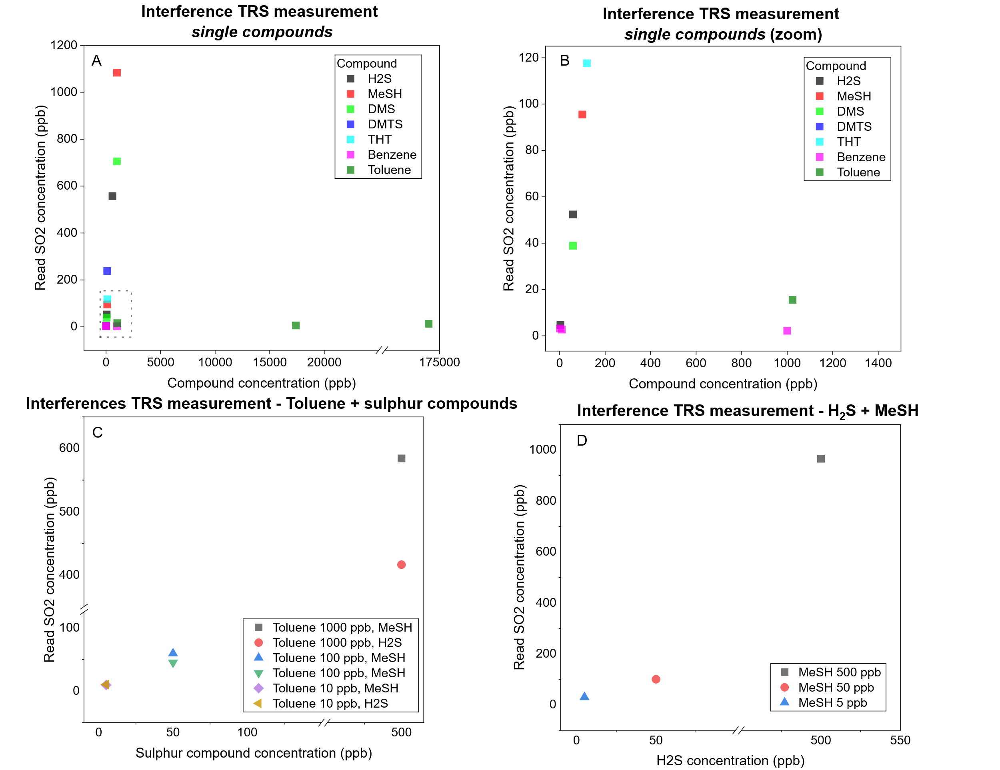 Interference TRS measurement
single compounds
A
Read SO2 concentration (ppb)
1200
1000
800
600
400
200
0
Compound
H2S
MeSH
DMS
DMTS
THT
Benzene
Toluene
0 5000 10000 15000 20000 175000
Compound concentration (ppb)
Interference TRS measurement
single compounds (zoom)
B
Read SO2 concentration (ppb)
120
100
80
60
40
20
0
Compound
H2S
MeSH
DMS
DMTS
THT
Benzene
Toluene
0 200 400 600 800 1000 1200 1400
Compound concentration (ppb)
Interferences TRS measurement - Toluene + sulphur compounds
C
Read SO2 concentration (ppb)
600
500
400
100
0
Toluene 1000 ppb, MeSH
Toluene 1000 ppb, H2S
Toluene 100 ppb, MeSH
Toluene 100 ppb, MeSH
Toluene 10 ppb, MeSH
Toluene 10 ppb, H2S
0 50 100 500
Sulphur compound concentration (ppb)
Interference TRS measurement - H₂S + MeSH
D
Read SO2 concentration (ppb)
1000
800
600
400
200
0
MeSH 500 ppb
MeSH 50 ppb
MeSH 5 ppb
0 50 500 550
H2S concentration (ppb)